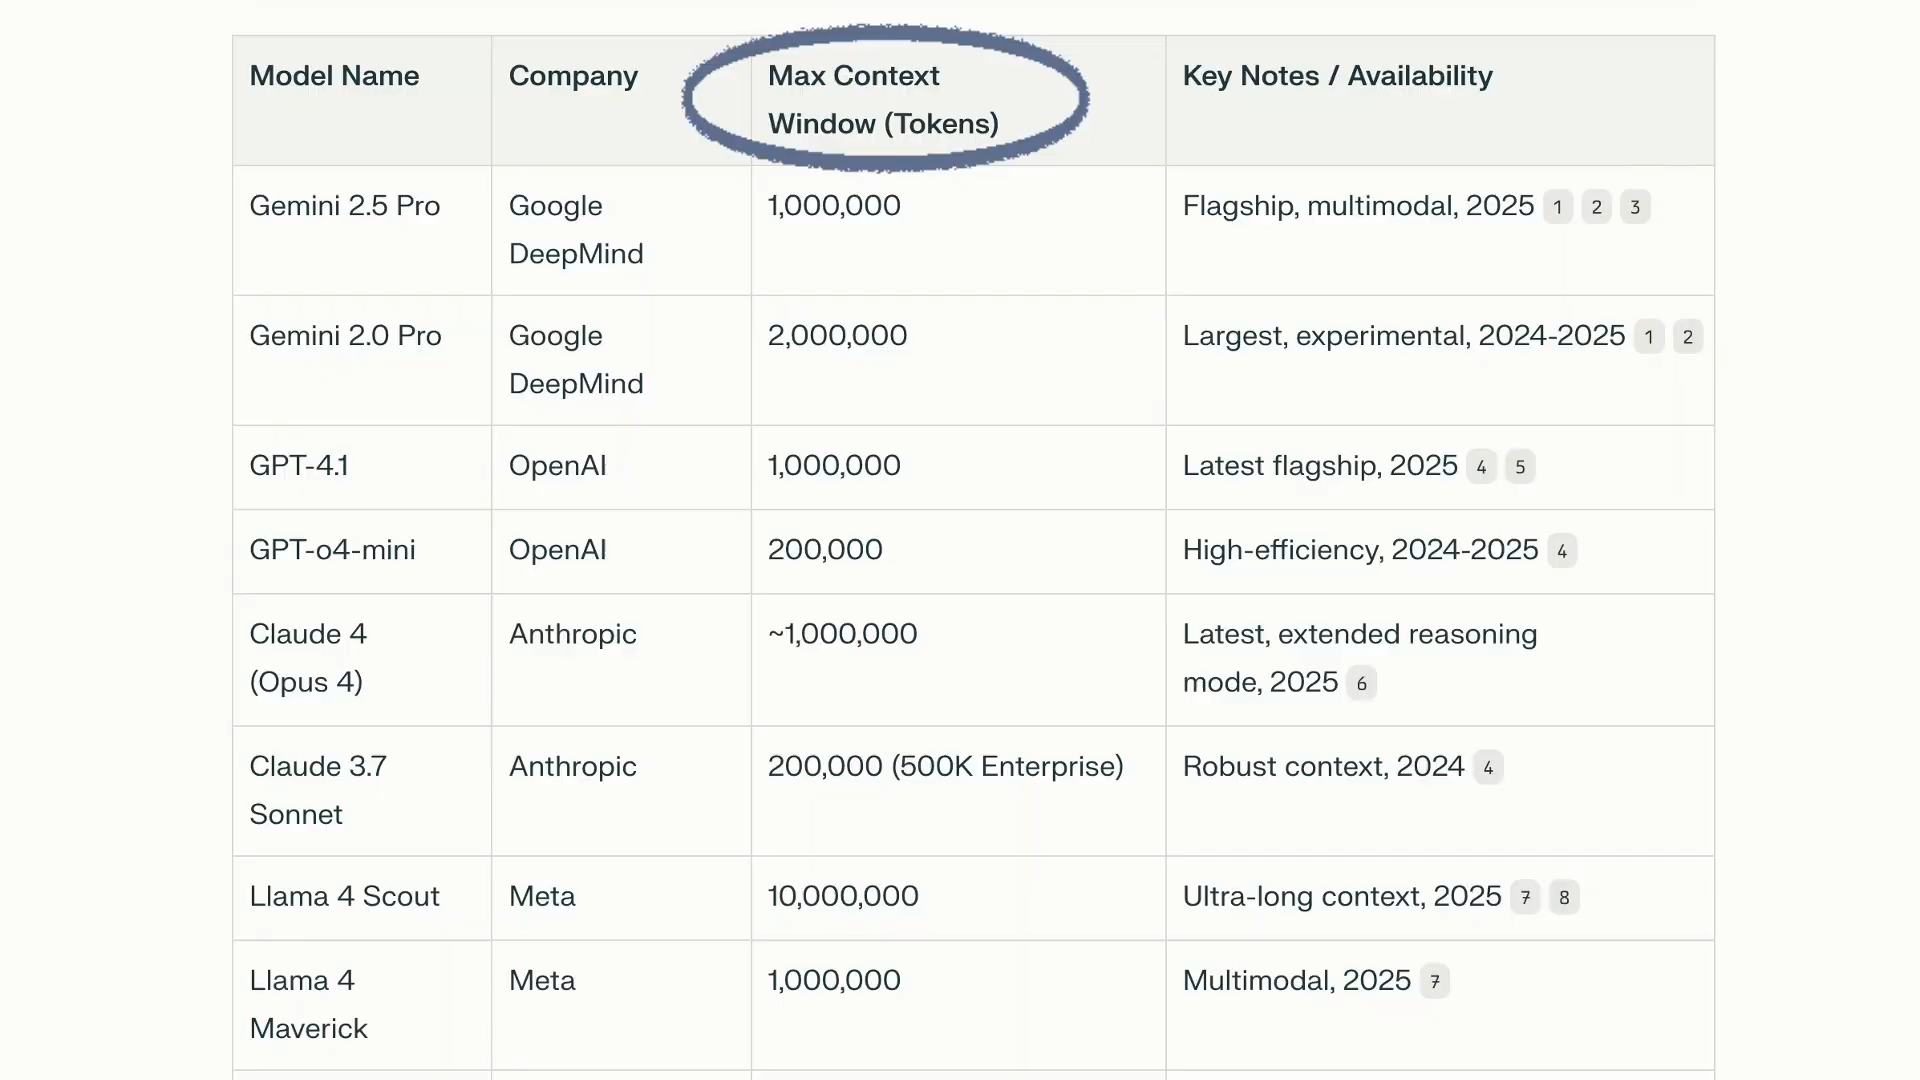 Model Name Company Max Context Key Notes / Availability
Window (Tokens)
Gemini 2.5 Pro Google 1,000,000 Flagship, multimodal, 2025 1 2 3
DeepMind
Gemini 2.0 Pro Google 2,000,000 Largest, experimental, 2024-2025 1 2
DeepMind
GPT-4.1 OpenAI 1,000,000 Latest flagship, 2025 4 5
GPT-o4-mini OpenAI 200,000 High-efficiency, 2024-2025 4
Claude 4 Anthropic ~1,000,000 Latest, extended reasoning
(Opus 4) mode, 2025 6
Claude 3.7 Anthropic 200,000 (500K Enterprise) Robust context, 2024 4
Sonnet
Llama 4 Scout Meta 10,000,000 Ultra-long context, 2025 7 8
Llama 4 Meta 1,000,000 Multimodal, 2025 7
Maverick